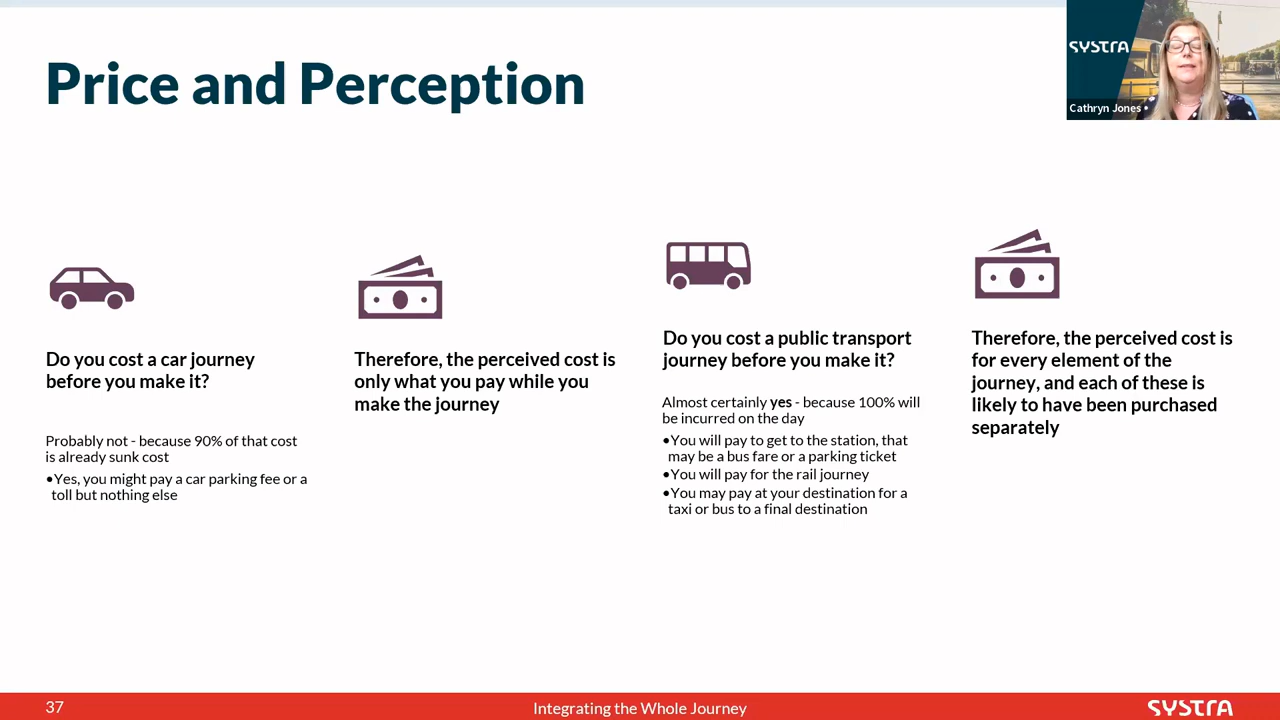 Price and Perception
SYSTRA
Cathryn Jones
Do you cost a car journey
before you make it?
Probably not - because 90% of that cost
is already sunk cost
•Yes, you might pay a car parking fee or a
toll but nothing else
Therefore, the perceived cost is
only what you pay while you
make the journey
Do you cost a public transport
journey before you make it?
Almost certainly yes - because 100% will
be incurred on the day
•You will pay to get to the station, that
may be a bus fare or a parking ticket
•You will pay for the rail journey
•You may pay at your destination for a
taxi or bus to a final destination
Therefore, the perceived cost is
for every element of the
journey, and each of these is
likely to have been purchased
separately
37
Integrating the Whole Journey
SYSTRA